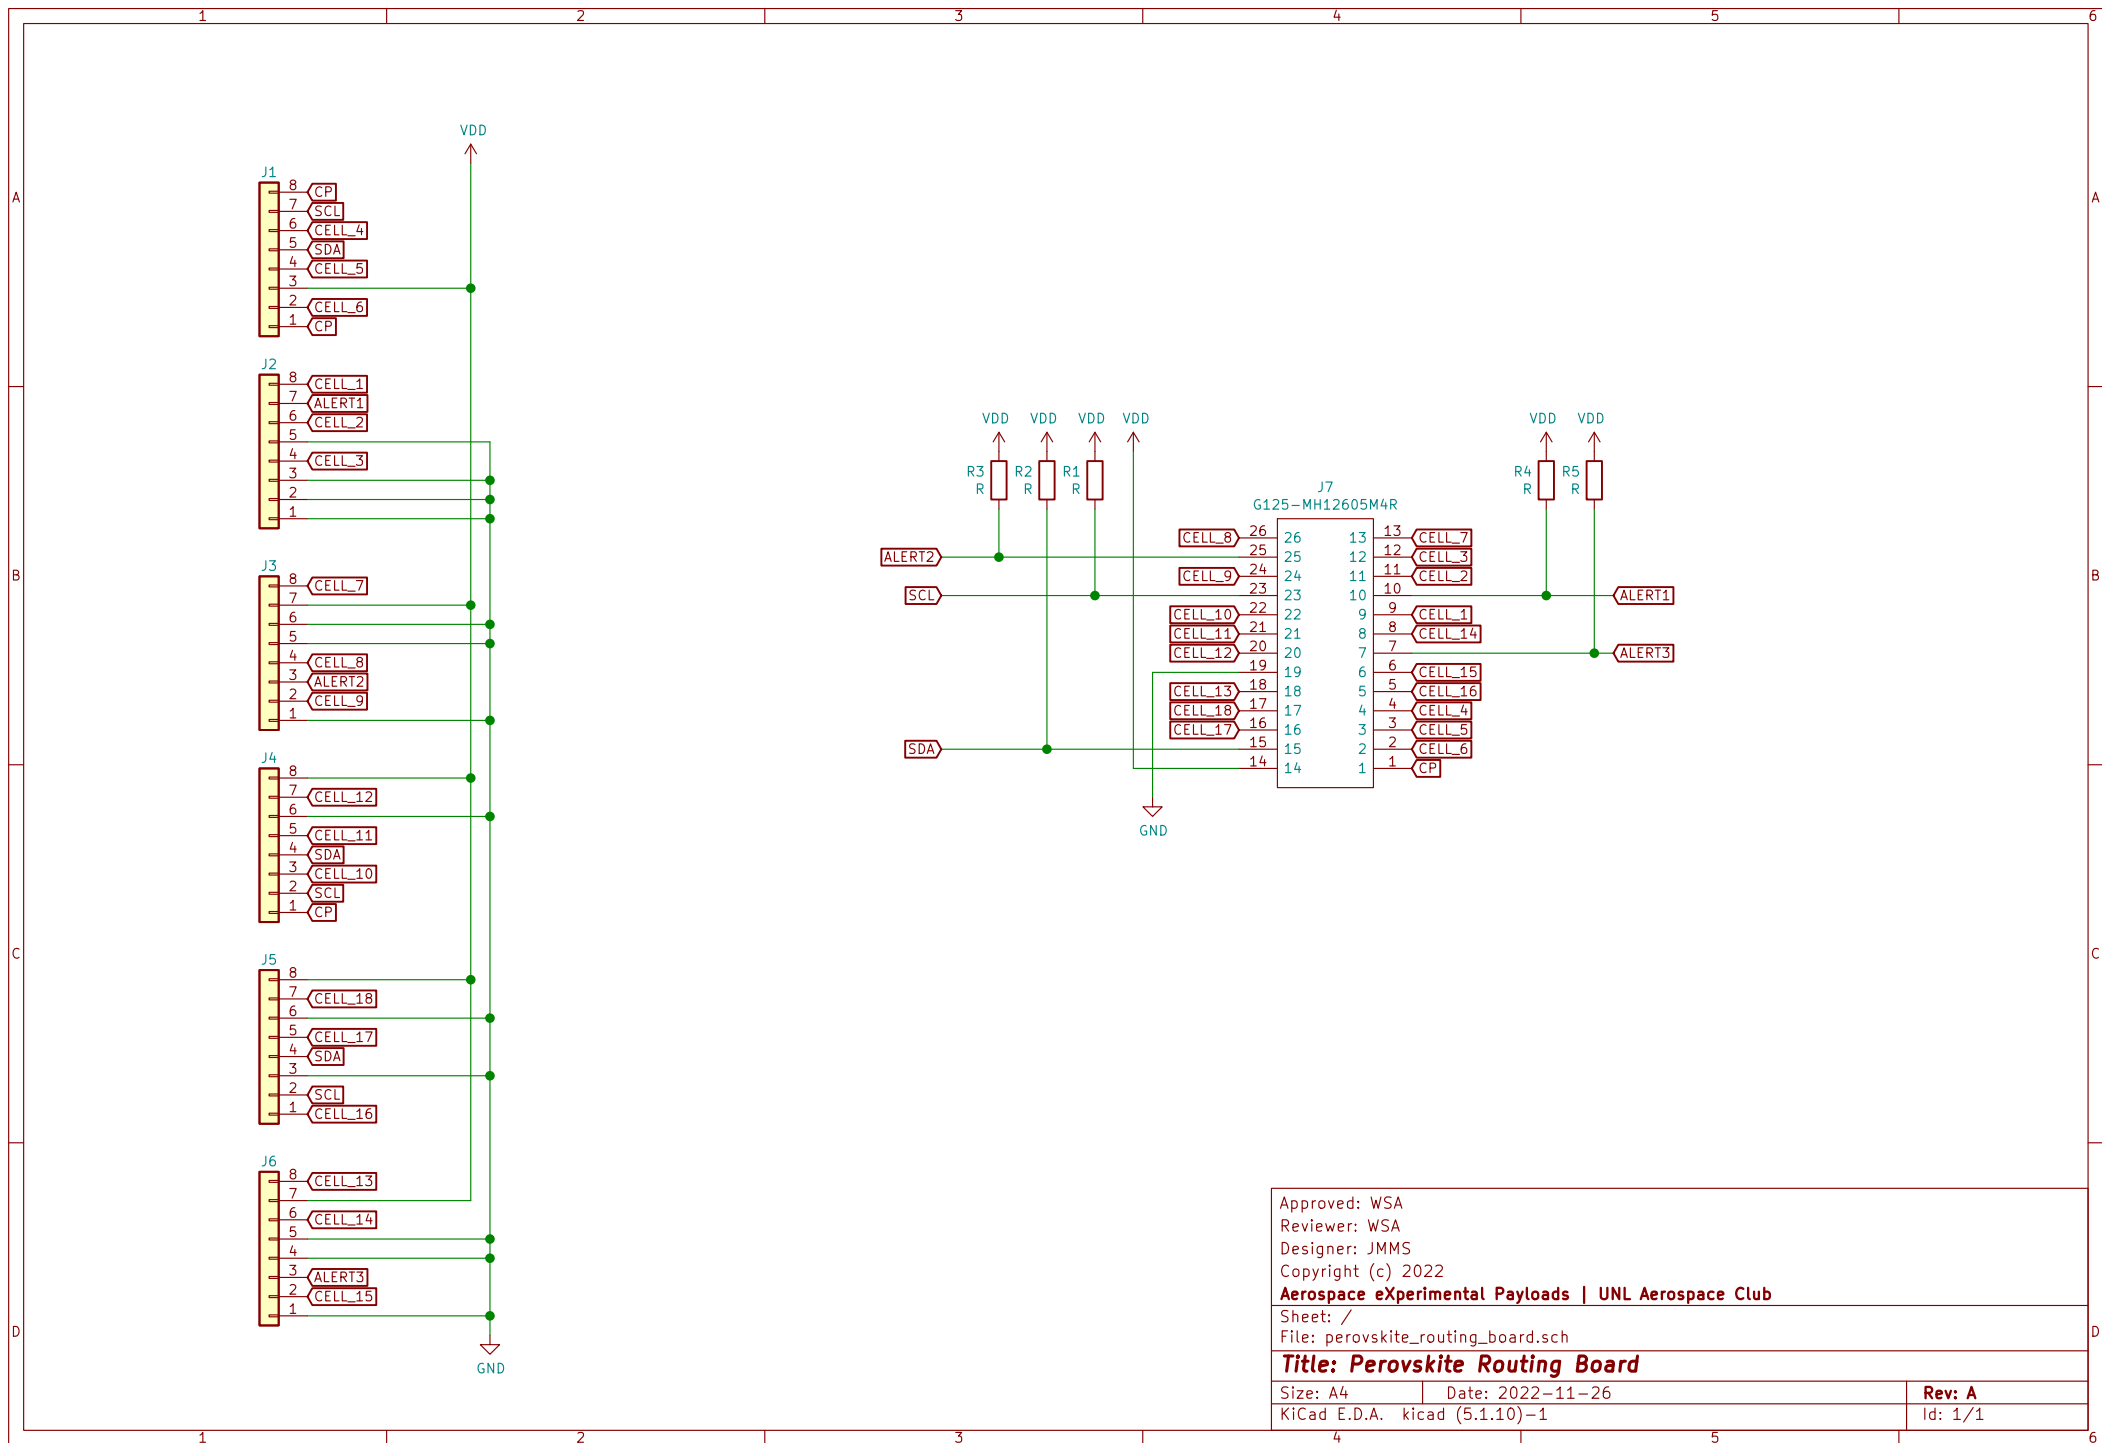 1 2 3 4 5 6
A A
B B
C C
D D
VDD
J1
8 CP
7 SCL
6 CELL_4
5 SDA
4 CELL_5
3
2 CELL_6
1 CP
J2
8 CELL_1
7 ALERT1
6 CELL_2
5
4 CELL_3
3
2
1
J3
8 CELL_7
7
6
5
4 CELL_8
3 ALERT2
2 CELL_9
1
J4
8
7 CELL_12
6
5 CELL_11
4 SDA
3 CELL_10
2 SCL
1 CP
J5
8
7 CELL_18
6
5 CELL_17
4 SDA
3
2 SCL
1 CELL_16
J6
8 CELL_13
7
6 CELL_14
5
4
3 ALERT3
2 CELL_15
1
GND
VDD VDD VDD VDD VDD VDD
R3 R2 R1 R4 R5
R R R R R
J7
G125-MH12605M4R
CELL_8 26 26 13 13 CELL_7
ALERT2 25 25 12 12 CELL_3
CELL_9 24 24 11 11 CELL_2
SCL 23 23 10 10 ALERT1
CELL_10 22 22 9 9 CELL_1
CELL_11 21 21 8 8 CELL_14
CELL_12 20 20 7 7 ALERT3
19 19 6 6 CELL_15
CELL_13 18 18 5 5 CELL_16
CELL_18 17 17 4 4 CELL_4
CELL_17 16 16 3 3 CELL_5
SDA 15 15 2 2 CELL_6
14 14 1 1 CP
GND
Approved: WSA
Reviewer: WSA
Designer: JMMS
Copyright (c) 2022
Aerospace eXperimental Payloads | UNL Aerospace Club
Sheet: /
File: perovskite_routing_board.sch
Title: Perovskite Routing Board
Size: A4 Date: 2022-11-26 Rev: A
KiCad E.D.A. kicad (5.1.10)-1 Id: 1/1
1 2 3 4 5 6